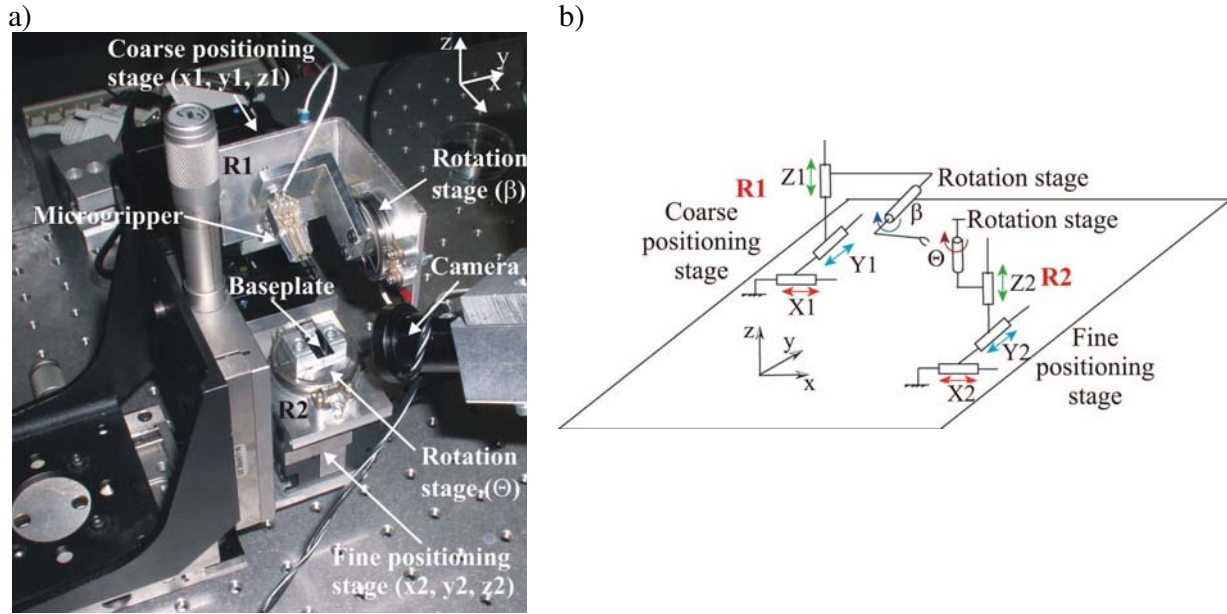 a)
Coarse positioning
stage (x1, y1, z1)
z
y
x
R1
Rotation
stage (β)
Microgripper
Camera
Baseplate
R2
Rotation
stage (Θ)
Fine positioning
stage (x2, y2, z2)
b)
Z1
R1
Rotation stage
Coarse
positioning
stage
β
Rotation stage
Θ
Y1
X1
Z2
R2
z
y
x
Y2
X2
Fine
positioning
stage